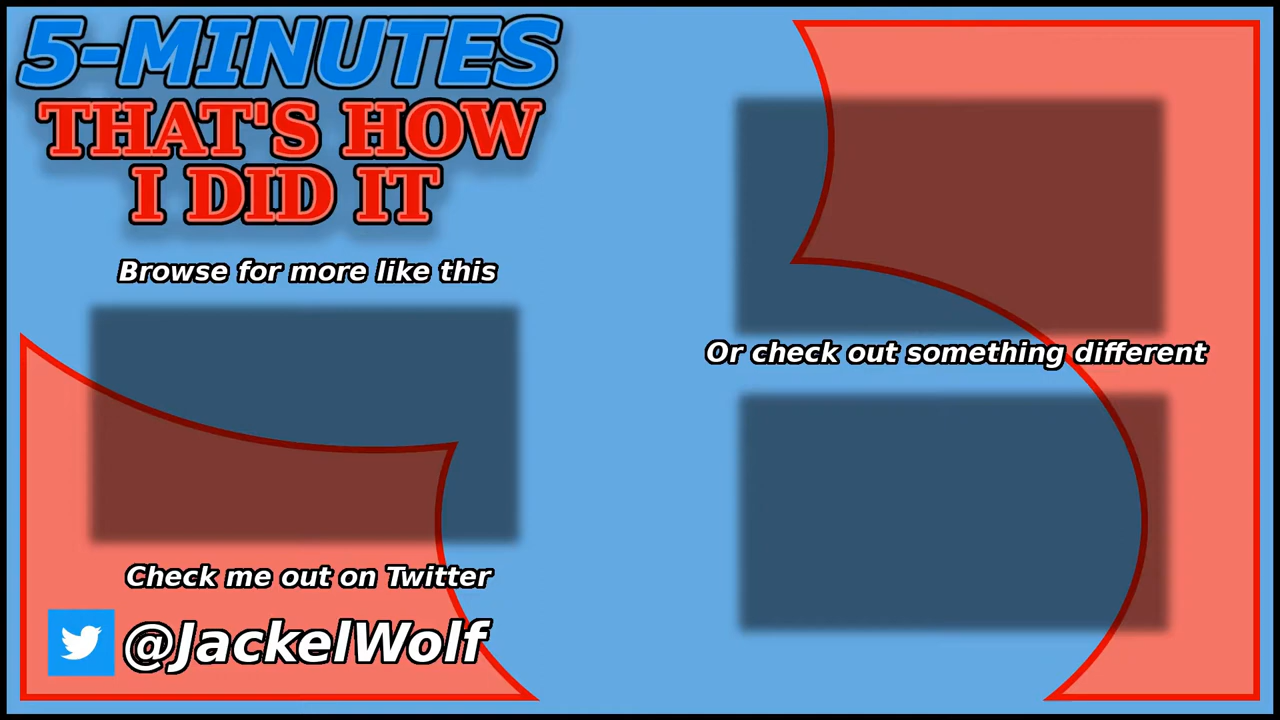 5-MINUTES
THAT'S HOW
I DID IT
Browse for more like this
Or check out something different
Check me out on Twitter
@JackelWolf